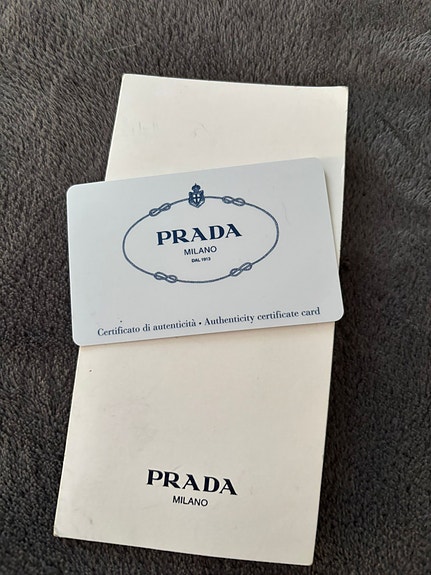 PRADA
MILANO
DAL 1913
Certificato di autenticità • Authenticity certificate card
PRADA
MILANO